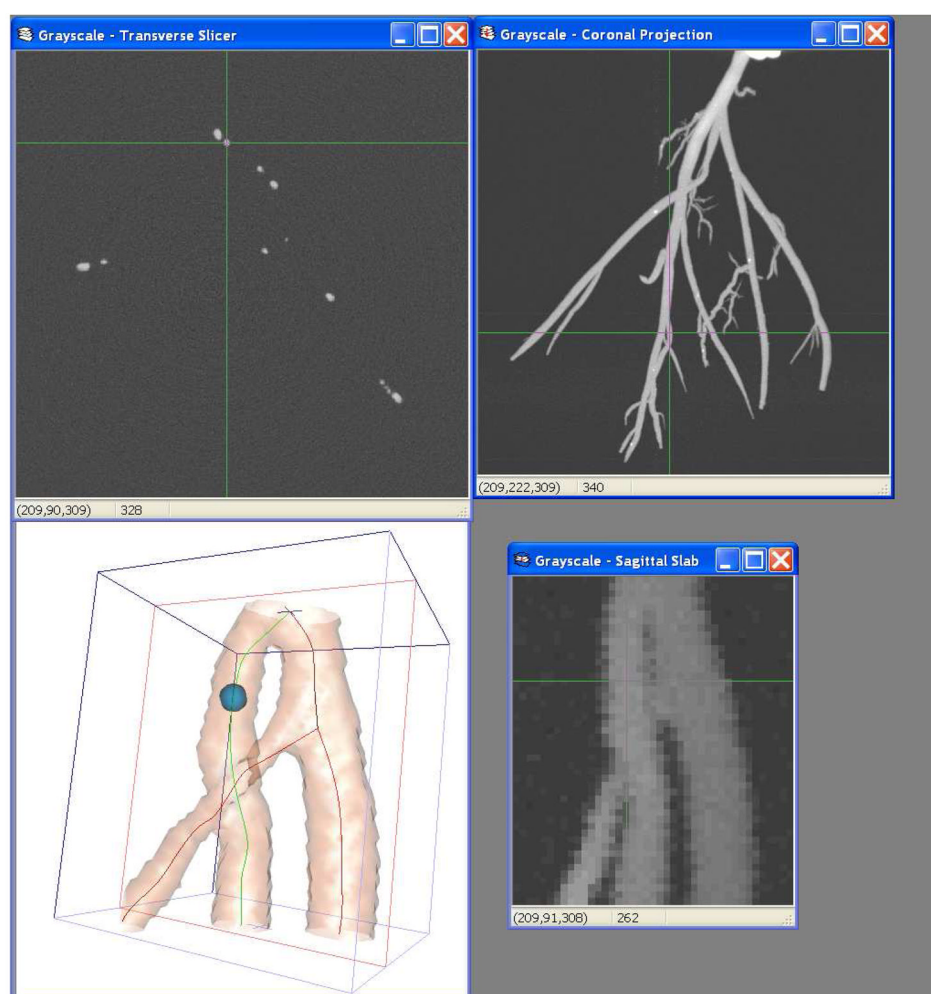 Grayscale - Transverse Slicer
Grayscale - Coronal Projection
(209,90,309) 328
(209,222,309) 340
Grayscale - Sagittal Slab
(209,91,308) 262